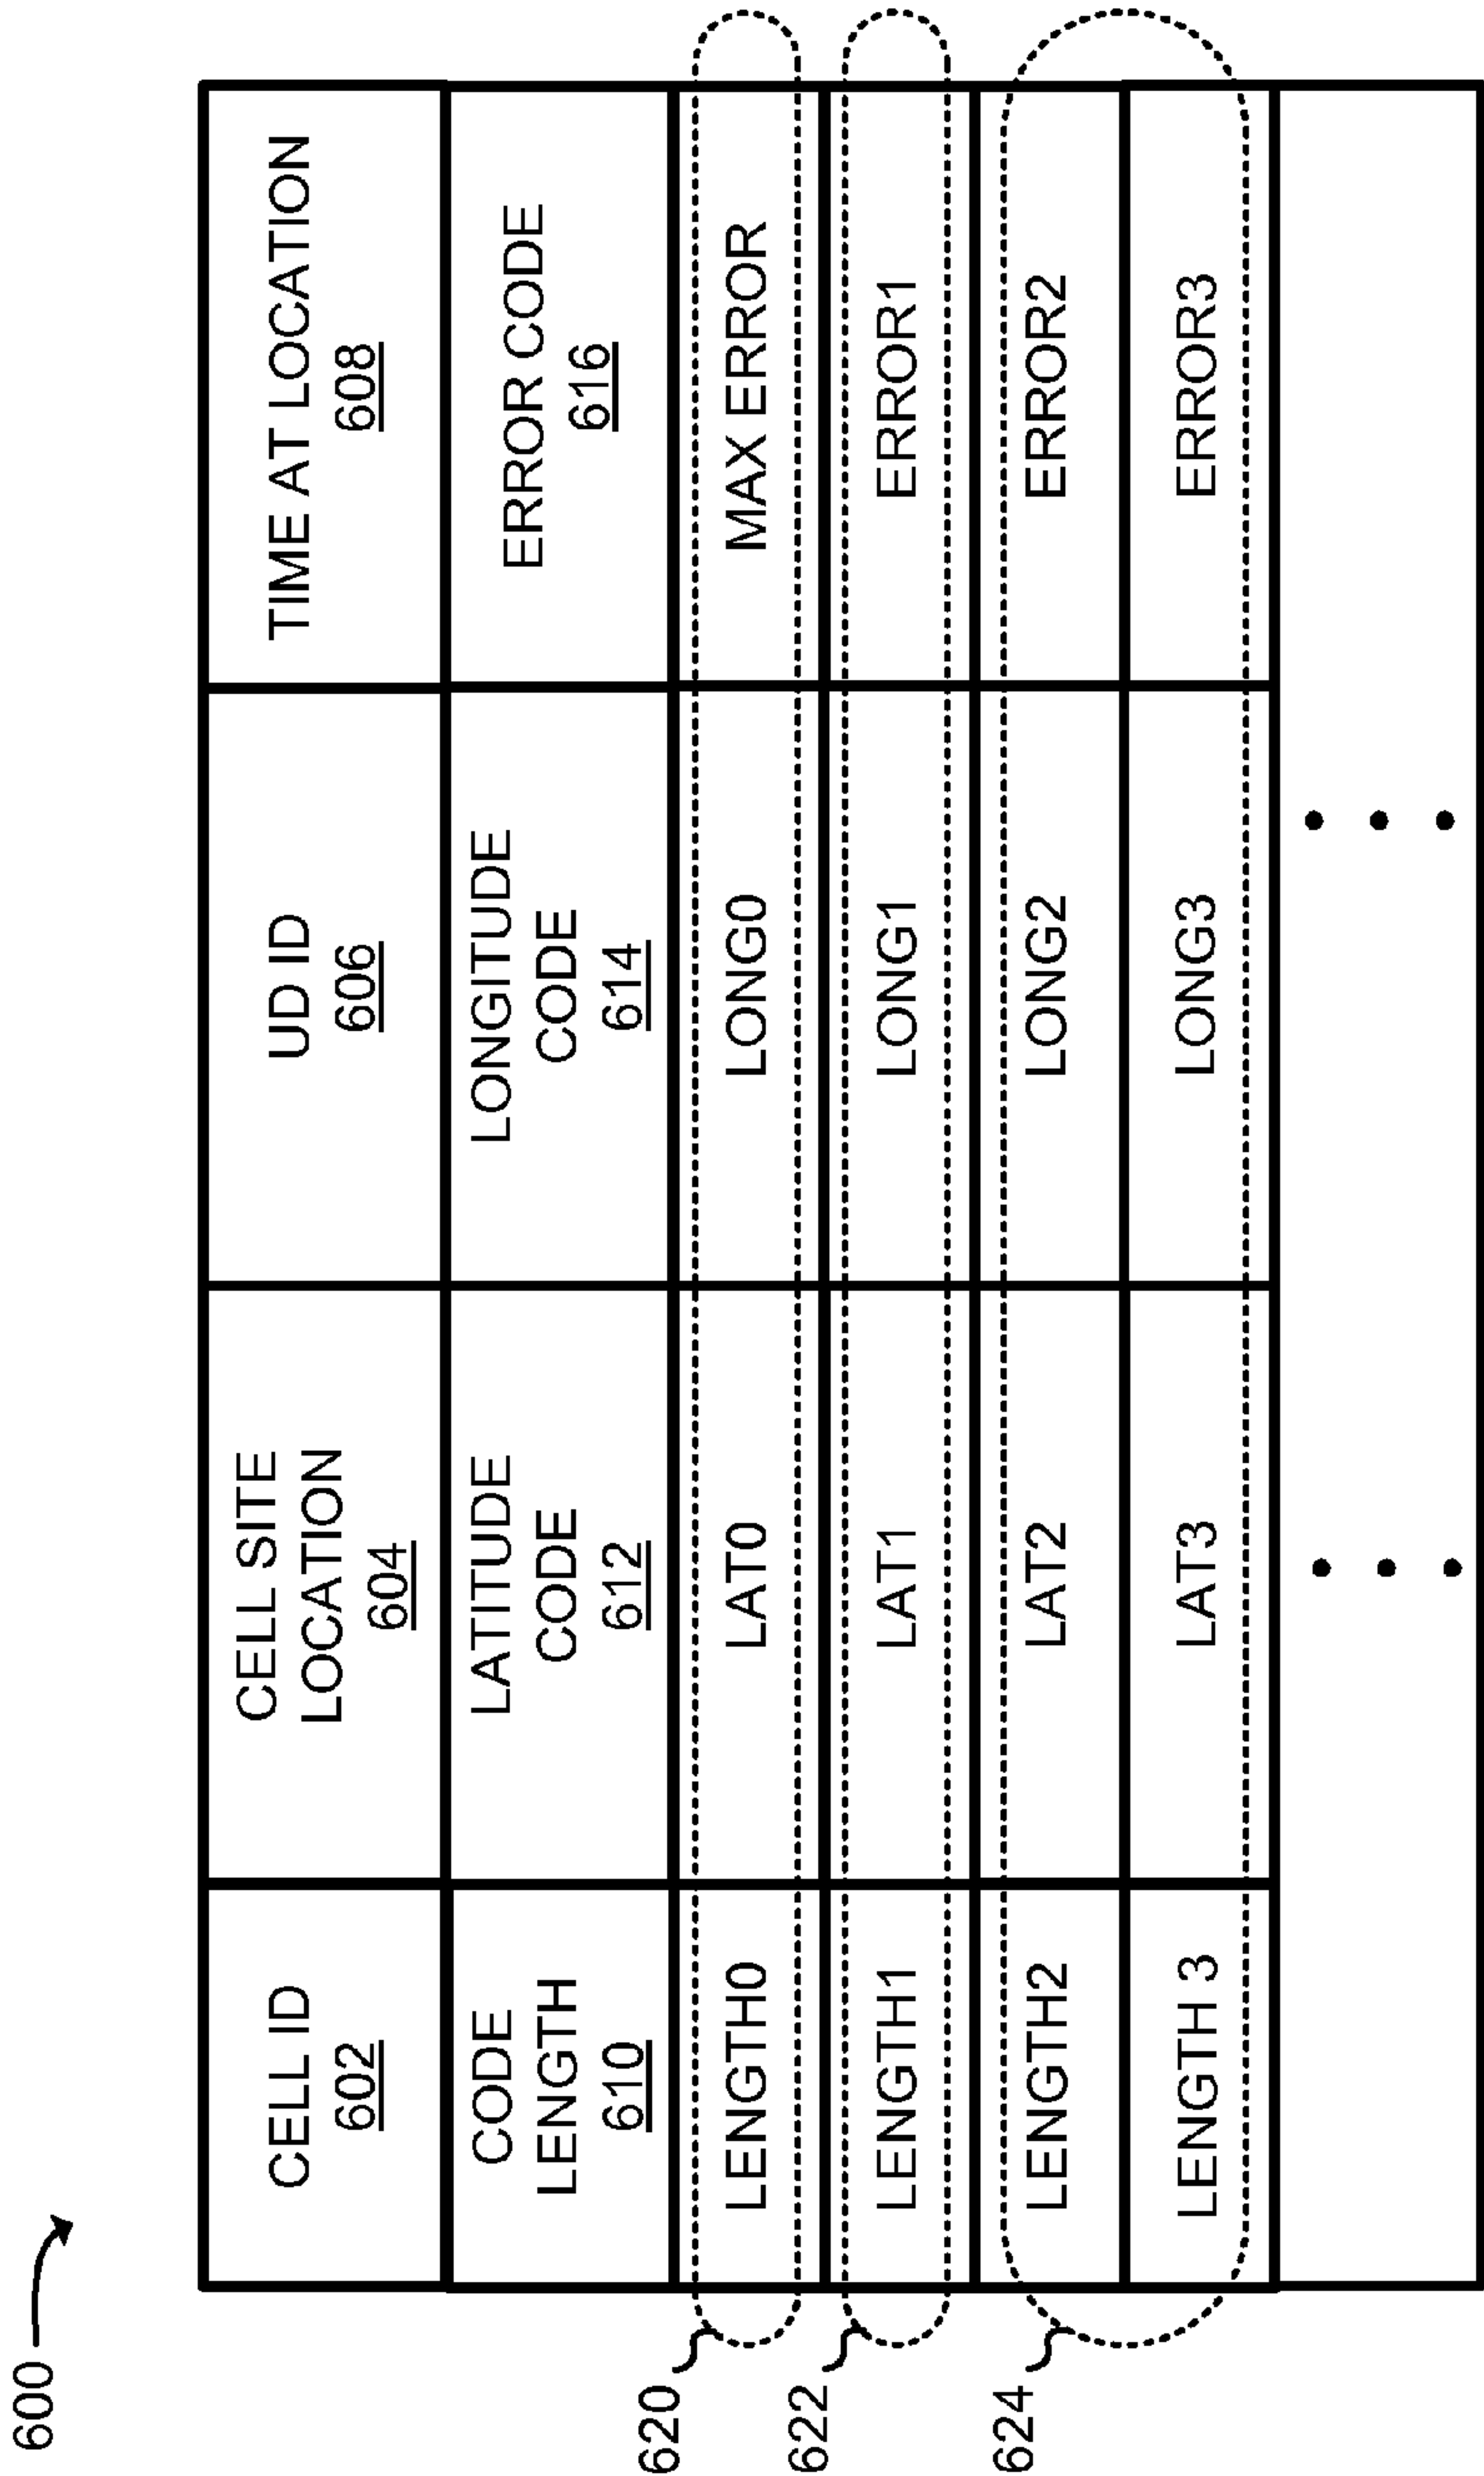 600
CELL ID
602
CELL SITE
LOCATION
604
UD ID
606
TIME AT LOCATION
608
CODE
LENGTH
610
LATITUDE
CODE
612
LONGITUDE
CODE
614
ERROR CODE
616
620
LENGTH0
LAT0
LONG0
MAX ERROR
622
LENGTH1
LAT1
LONG1
ERROR1
624
LENGTH2
LAT2
LONG2
ERROR2
LENGTH 3
LAT3
LONG3
ERROR3